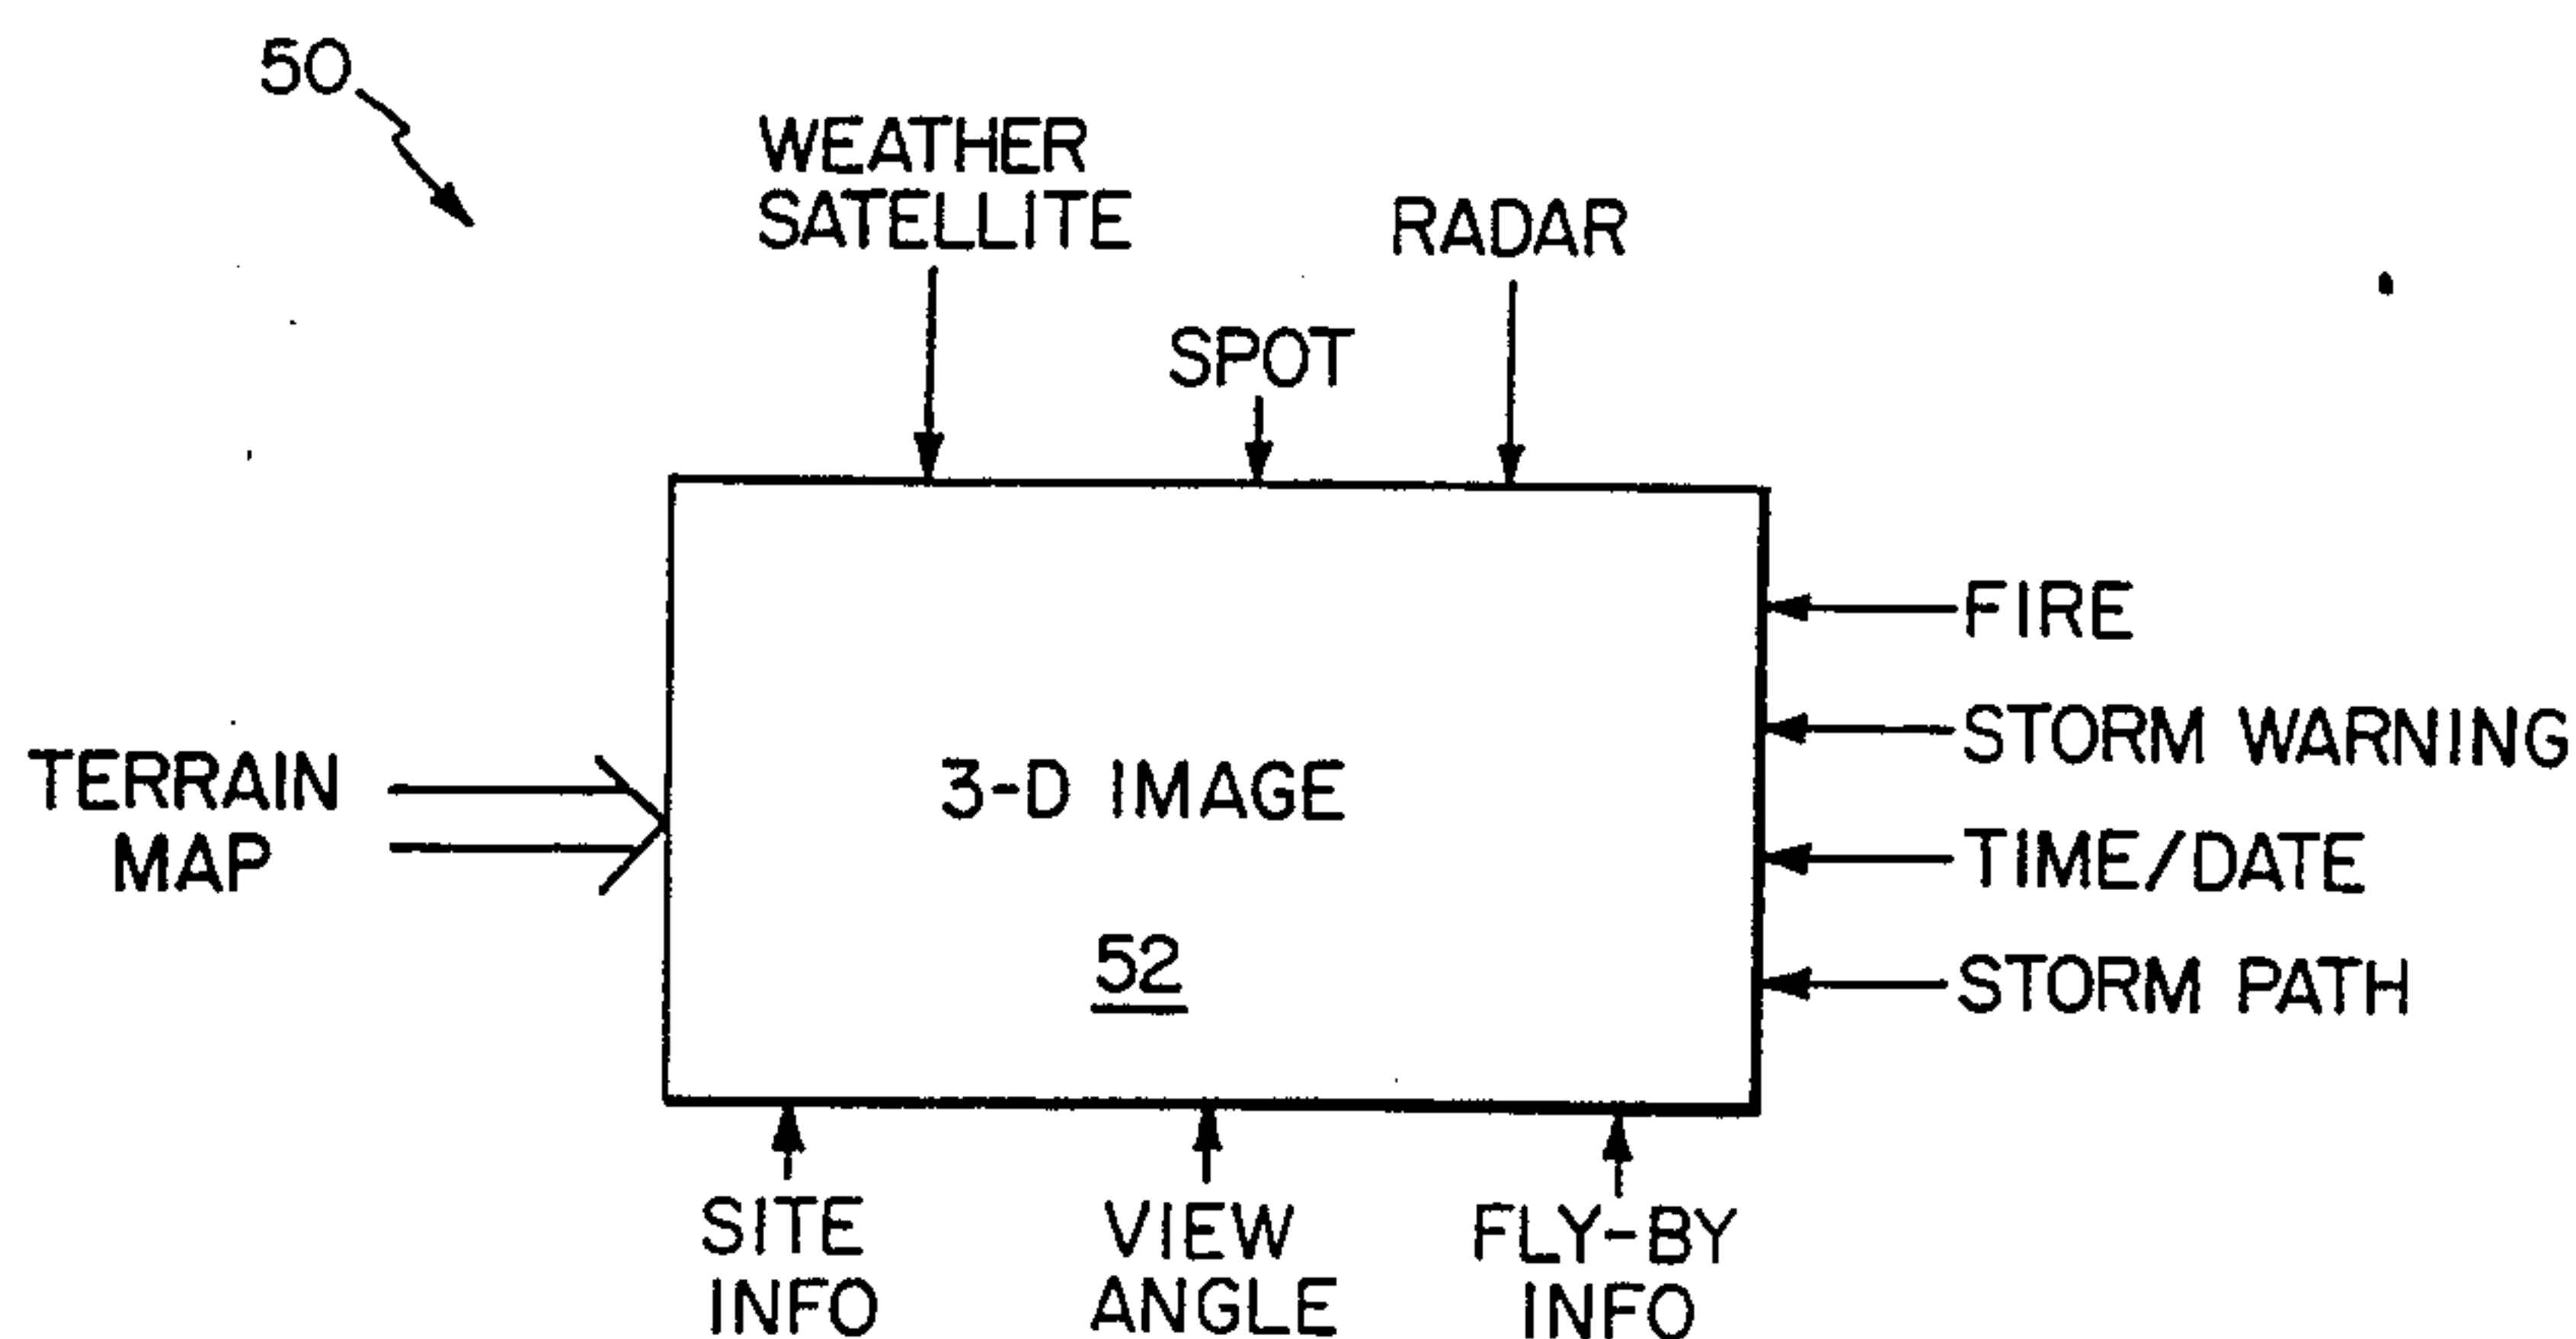 50
WEATHER
SATELLITE
RADAR
SPOT
FIRE
STORM WARNING
TERRAIN
MAP
3-D IMAGE
TIME/DATE
52
STORM PATH
SITE
INFO
VIEW
ANGLE
FLY-BY
INFO